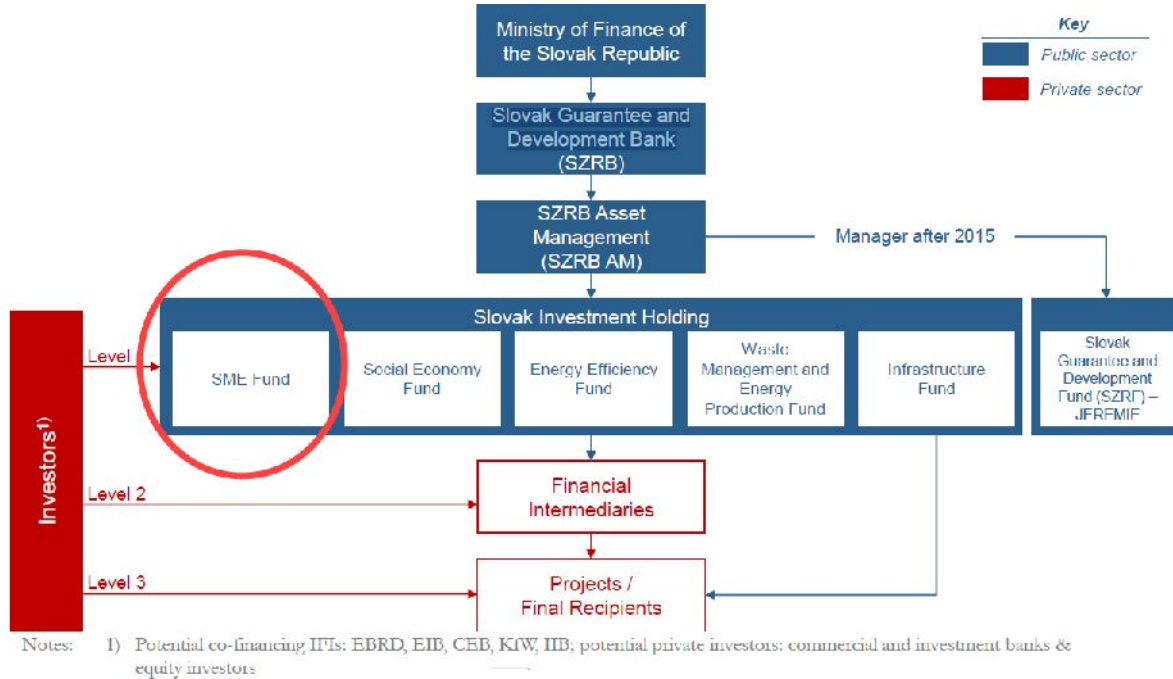 Ministry of Finance of
the Slovak Republic
Key
Public sector
Private sector
Slovak Guarantee and
Development Bank
(SZRB)
SZRB Asset
Management
(SZRB AM)
Manager after 2015
Slovak Investment Holding
Level
SME Fund
Social Economy
Fund
Energy Efficiency
Fund
Waste
Management and
Energy
Production Fund
Infrastructure
Fund
Slovak
Guarantee and
Development
Fund (SZRF) –
JEREMIE
Investors¹⁾
Level 2
Financial
Intermediaries
Level 3
Projects /
Final Recipients
Notes: 1) Potential co-financing IFIs: EBRD, EIB, CEB, KfW, IIB; potential private investors: commercial and investment banks &
equity investors